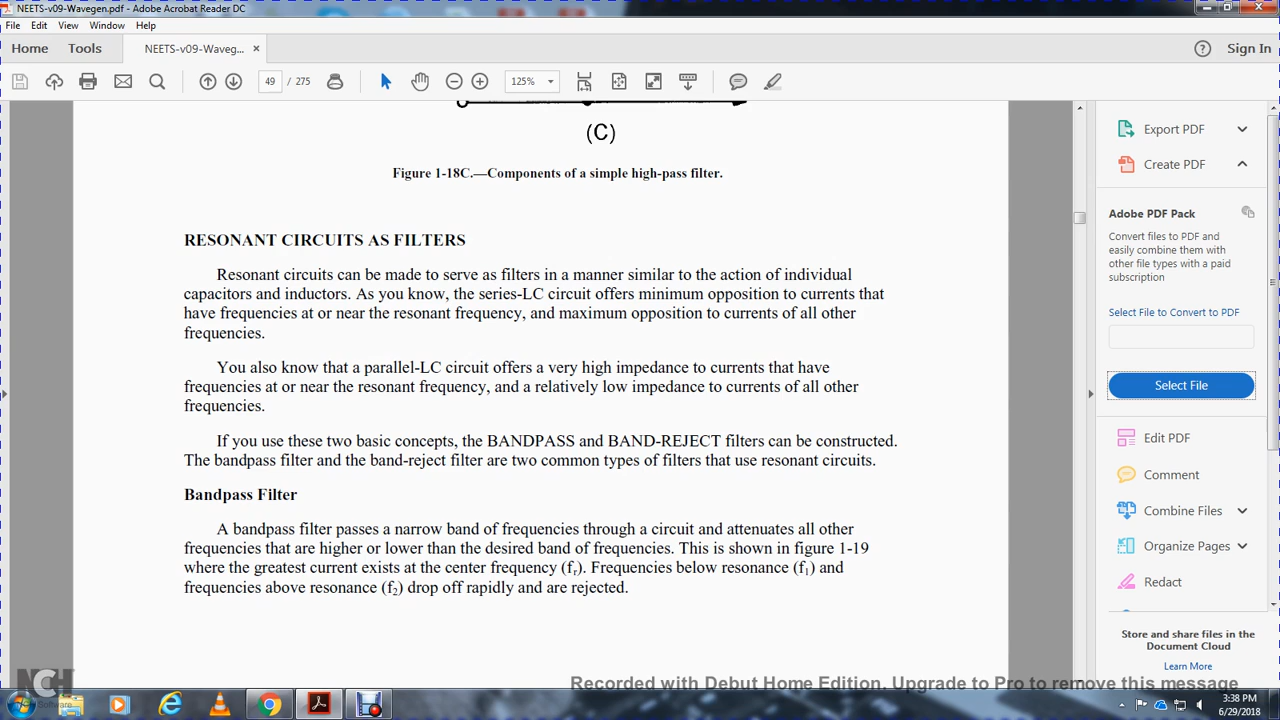 NEETS-v09-Wavegen.pdf - Adobe Acrobat Reader DC
File Edit View Window Help
Home Tools NEETS-v09-Waveg... × Sign In
49 / 275 125%
(C)
Figure 1-18C.—Components of a simple high-pass filter.
RESONANT CIRCUITS AS FILTERS
Resonant circuits can be made to serve as filters in a manner similar to the action of individual
capacitors and inductors. As you know, the series-LC circuit offers minimum opposition to currents that
have frequencies at or near the resonant frequency, and maximum opposition to currents of all other
frequencies.
You also know that a parallel-LC circuit offers a very high impedance to currents that have
frequencies at or near the resonant frequency, and a relatively low impedance to currents of all other
frequencies.
If you use these two basic concepts, the BANDPASS and BAND-REJECT filters can be constructed.
The bandpass filter and the band-reject filter are two common types of filters that use resonant circuits.
Bandpass Filter
A bandpass filter passes a narrow band of frequencies through a circuit and attenuates all other
frequencies that are higher or lower than the desired band of frequencies. This is shown in figure 1-19
where the greatest current exists at the center frequency (fr). Frequencies below resonance (f1) and
frequencies above resonance (f2) drop off rapidly and are rejected.
Export PDF
Create PDF
Adobe PDF Pack
Convert files to PDF and
easily combine them with
other file types with a paid
subscription
Select File to Convert to PDF
Select File
Edit PDF
Comment
Combine Files
Organize Pages
Redact
Store and share files in the
Document Cloud
Learn More
NCH
Software
Recorded with Debut Home Edition, Upgrade to Pro to remove this message
3:38 PM
6/29/2018